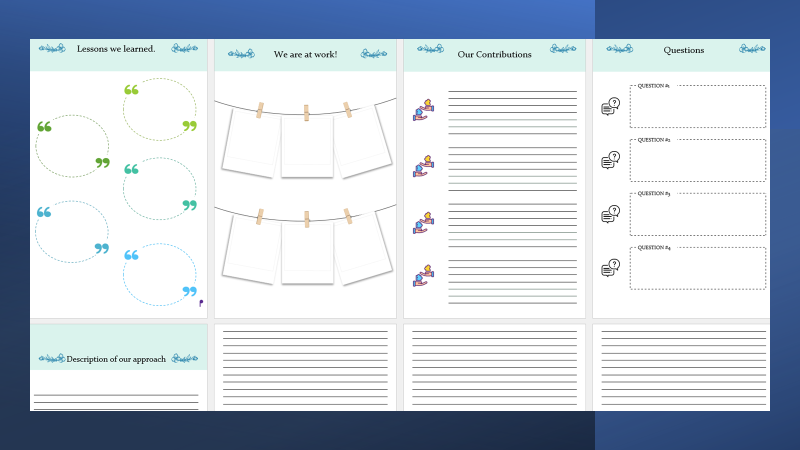 Lessons we learned.
We are at work!
Our Contributions
Questions
QUESTION #1
QUESTION #2
QUESTION #3
QUESTION #4
Description of our approach